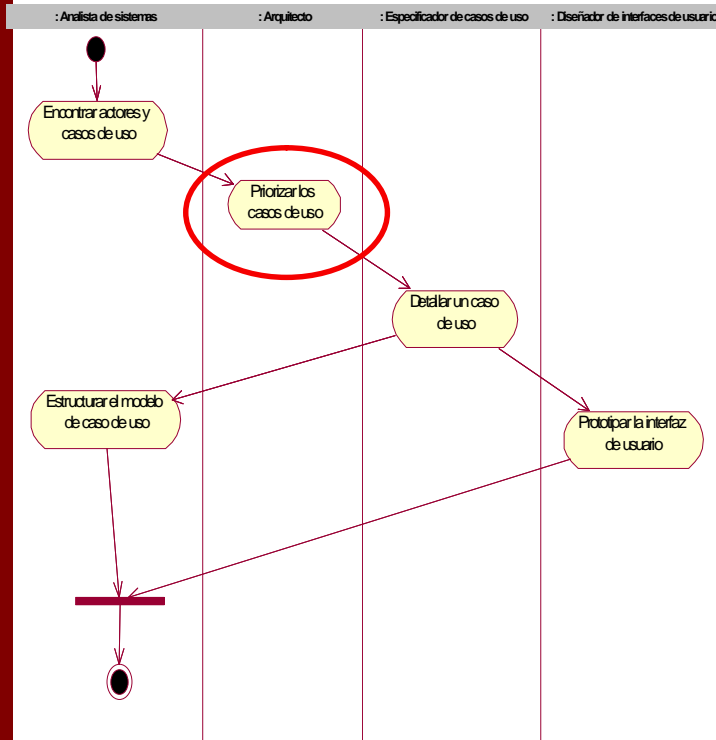 : Analista de sistemas
: Arquitecto
: Especificador de casos de uso
: Diseñador de interfaces de usuario
Encontrar actores y
casos de uso
Priorizar los
casos de uso
Detallar un caso
de uso
Estructurar el modelo
de caso de uso
Prototipar la interfaz
de usuario